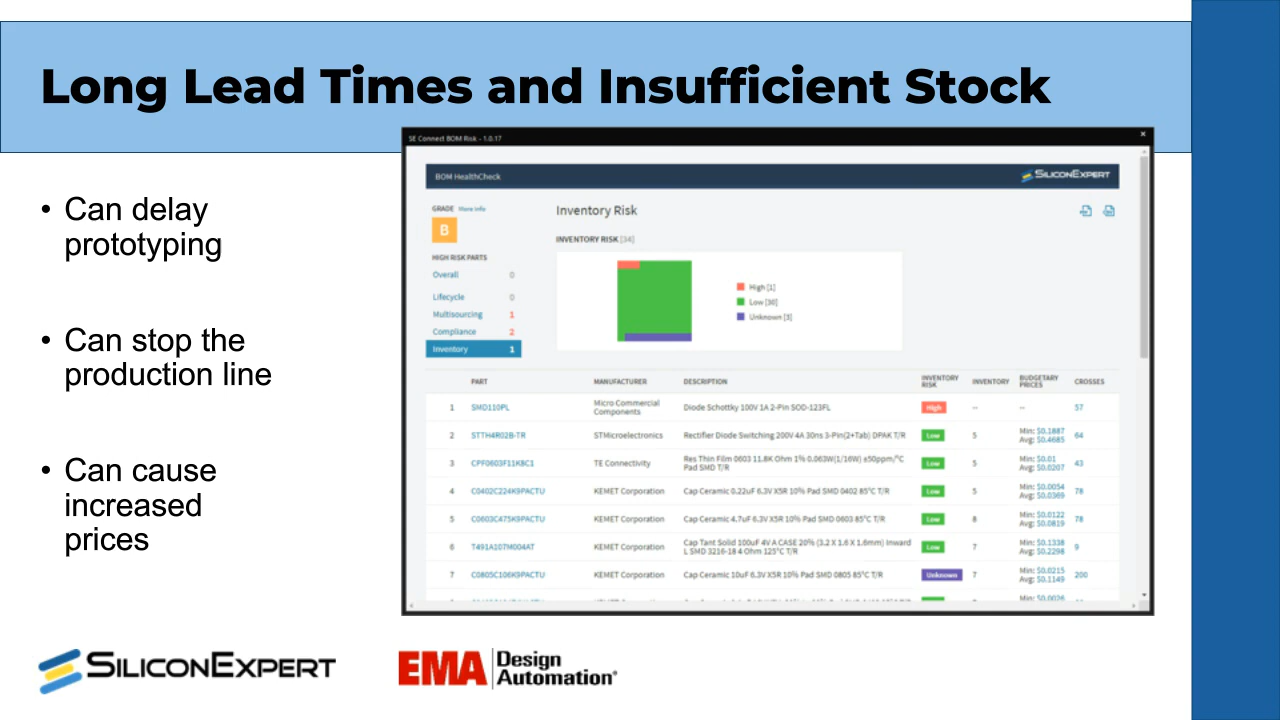 Long Lead Times and Insufficient Stock
• Can delay
prototyping
• Can stop the
production line
• Can cause
increased
prices
SE Connect BOM Risk - 1.0.17
BOM HealthCheck
SILICONEXPERT
GRADE More Info
B
HIGH RISK PARTS
Overall 0
Lifecycle 0
Multisourcing 1
Compliance 2
Inventory 1
Inventory Risk
INVENTORY RISK [34]
High [1]
Low [30]
Unknown [3]
PART MANUFACTURER DESCRIPTION INVENTORY RISK INVENTORY BUDGETARY PRICES CROSSES
1 SMD110PL Micro Commercial Components Diode Schottky 100V 1A 2-Pin SOD-123FL High -- -- 57
2 STTH4R02B-TR STMicroelectronics Rectifier Diode Switching 200V 4A 30ns 3-Pin(2+Tab) DPAK T/R Low 5 Min: $0.1887 Avg: $0.4685 64
3 CPF0603F11K8C1 TE Connectivity Res Thin Film 0603 11.8K Ohm 1% 0.063W(1/16W) ±50ppm/°C Pad SMD T/R Low 5 Min: $0.01 Avg: $0.0207 43
4 C0402C224K9PACTU KEMET Corporation Cap Ceramic 0.22uF 6.3V X5R 10% Pad SMD 0402 85°C T/R Low 5 Min: $0.0054 Avg: $0.0369 78
5 C0603C475K9PACTU KEMET Corporation Cap Ceramic 4.7uF 6.3V X5R 10% Pad SMD 0603 85°C T/R Low 8 Min: $0.0122 Avg: $0.0819 78
6 T491A107M004AT KEMET Corporation Cap Tant Solid 100uF 4V A CASE 20% (3.2 X 1.6 X 1.6mm) Inward L SMD 3216-18 4 Ohm 125°C T/R Low 7 Min: $0.1338 Avg: $0.2298 9
7 C0805C106K9PACTU KEMET Corporation Cap Ceramic 10uF 6.3V X5R 10% Pad SMD 0805 85°C T/R Unknown 7 Min: $0.0215 Avg: $0.1149 200
Min: $0.0026
SILICONEXPERT
EMA Design
Automation®